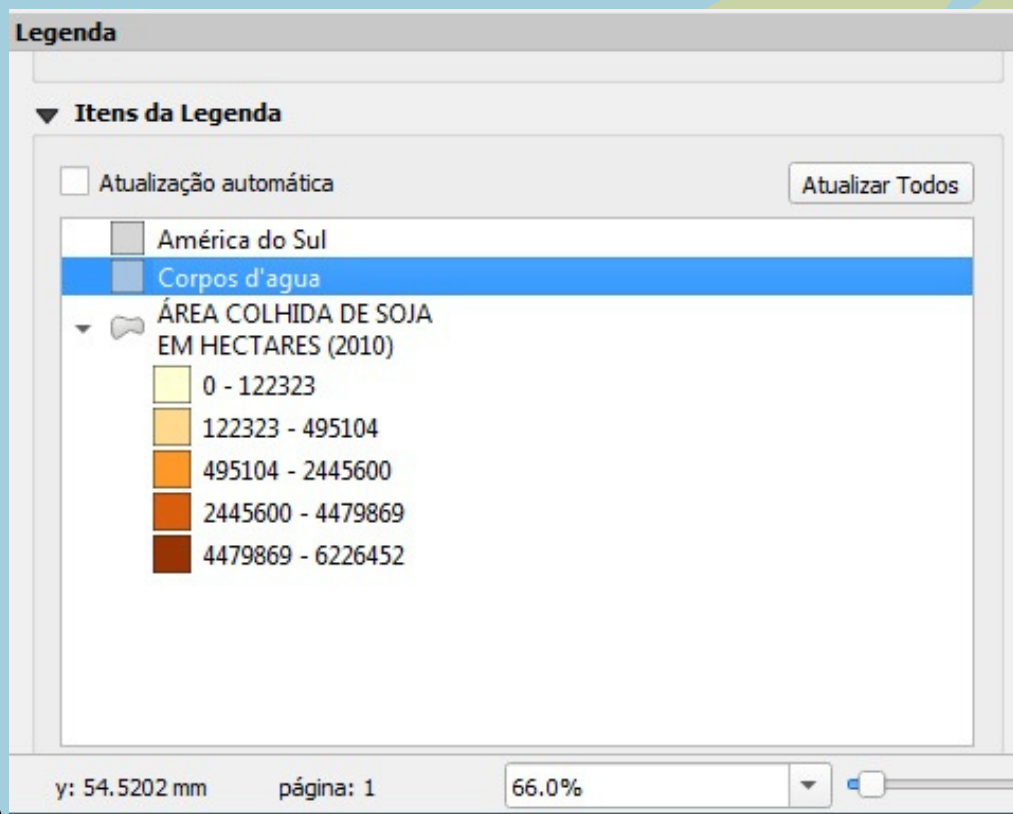 Legenda
Itens da Legenda
Atualização automática
Atualizar Todos
América do Sul
Corpos d'agua
ÁREA COLHIDA DE SOJA
EM HECTARES (2010)
0 - 122323
122323 - 495104
495104 - 2445600
2445600 - 4479869
4479869 - 6226452
y: 54.5202 mm
página: 1
66.0%